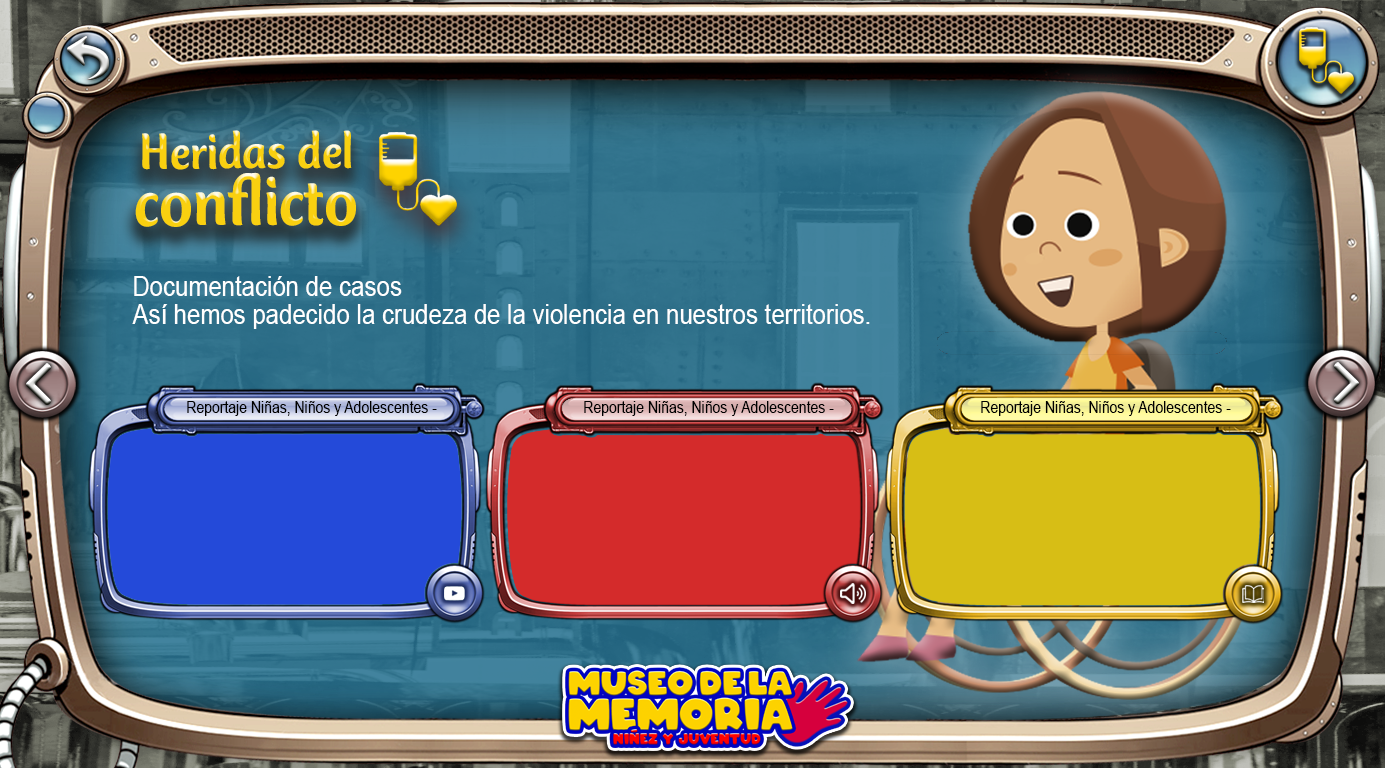 Heridas del
conflicto
Documentación de casos
Así hemos padecido la crudeza de la violencia en nuestros territorios.
Reportaje Niñas, Niños y Adolescentes -
Reportaje Niñas, Niños y Adolescentes -
Reportaje Niñas, Niños y Adolescentes -
MUSEO DE LA
MEMORIA
NIÑEZ Y JUVENTUD